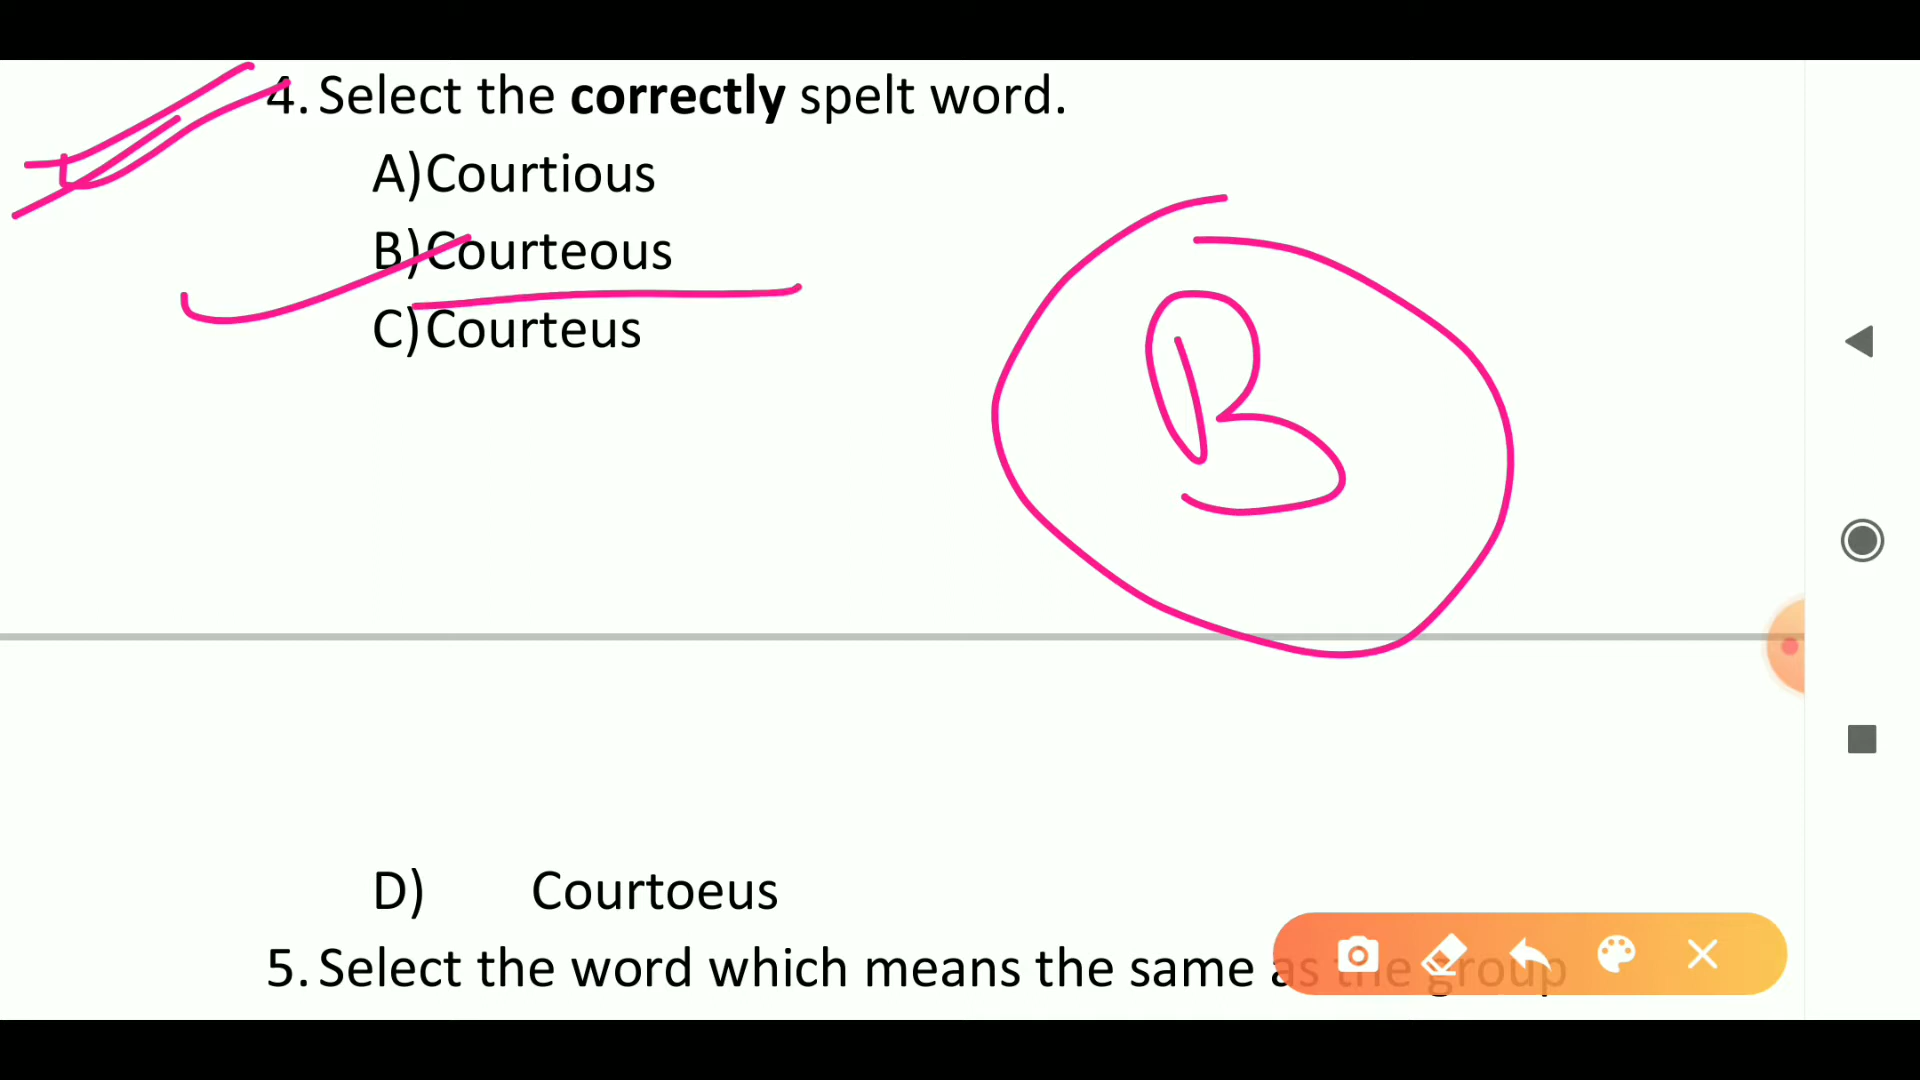 4. Select the correctly spelt word.
A) Courtious
B) Courteous
C) Courteus
B
D) Courtoeus
5. Select the word which means the same as the group